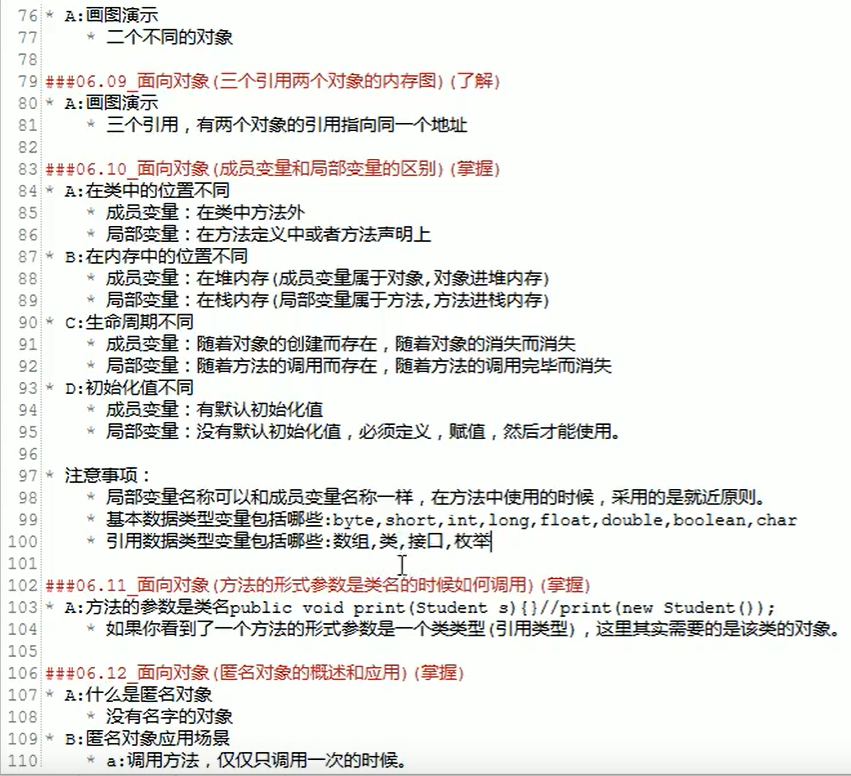 76 * A:画图演示
77 * 二个不同的对象
78
79 ###06.09_面向对象(三个引用两个对象的内存图)(了解)
80 * A:画图演示
81 * 三个引用，有两个对象的引用指向同一个地址
82
83 ###06.10_面向对象(成员变量和局部变量的区别)(掌握)
84 * A:在类中的位置不同
85 * 成员变量：在类中方法外
86 * 局部变量：在方法定义中或者方法声明上
87 * B:在内存中的位置不同
88 * 成员变量：在堆内存(成员变量属于对象,对象进堆内存)
89 * 局部变量：在栈内存(局部变量属于方法,方法进栈内存)
90 * C:生命周期不同
91 * 成员变量：随着对象的创建而存在，随着对象的消失而消失
92 * 局部变量：随着方法的调用而存在，随着方法的调用完毕而消失
93 * D:初始化值不同
94 * 成员变量：有默认初始化值
95 * 局部变量：没有默认初始化值，必须定义，赋值，然后才能使用。
96
97 * 注意事项：
98 * 局部变量名称可以和成员变量名称一样，在方法中使用的时候，采用的是就近原则。
99 * 基本数据类型变量包括哪些:byte,short,int,long,float,double,boolean,char
100 * 引用数据类型变量包括哪些:数组,类,接口,枚举
101
102 ###06.11_面向对象(方法的形式参数是类名的时候如何调用)(掌握)
103 * A:方法的参数是类名public void print(Student s){}//print(new Student());
104 * 如果你看到了一个方法的形式参数是一个类类型(引用类型)，这里其实需要的是该类的对象。
105
106 ###06.12_面向对象(匿名对象的概述和应用)(掌握)
107 * A:什么是匿名对象
108 * 没有名字的对象
109 * B:匿名对象应用场景
110 * a:调用方法，仅仅只调用一次的时候。